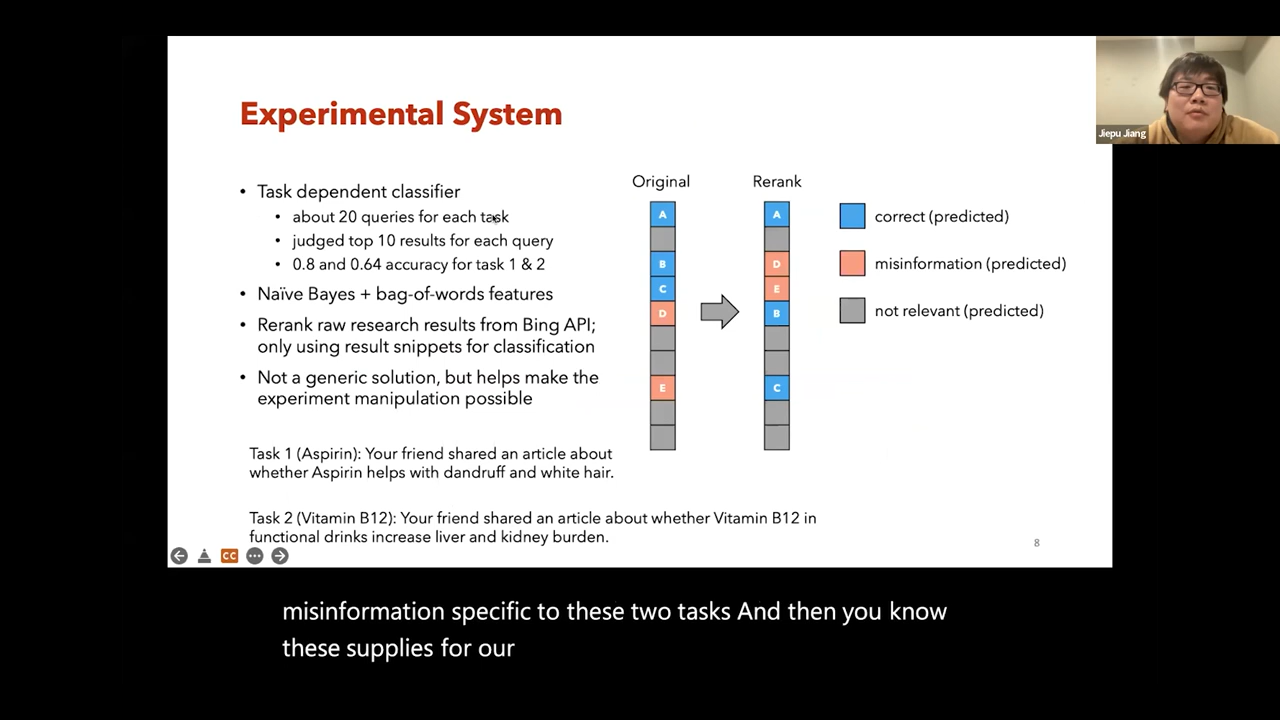 Experimental System
Jiepu Jiang
• Task dependent classifier
• about 20 queries for each task
• judged top 10 results for each query
• 0.8 and 0.64 accuracy for task 1 & 2
• Naïve Bayes + bag-of-words features
• Rerank raw research results from Bing API;
only using result snippets for classification
• Not a generic solution, but helps make the
experiment manipulation possible
Original
A
B
C
D
E
Rerank
A
D
E
B
C
correct (predicted)
misinformation (predicted)
not relevant (predicted)
Task 1 (Aspirin): Your friend shared an article about
whether Aspirin helps with dandruff and white hair.
Task 2 (Vitamin B12): Your friend shared an article about whether Vitamin B12 in
functional drinks increase liver and kidney burden.
8
CC
misinformation specific to these two tasks And then you know
these supplies for our